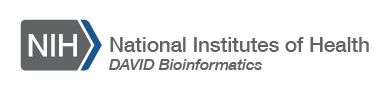 NIH National Institutes of Health
DAVID Bioinformatics